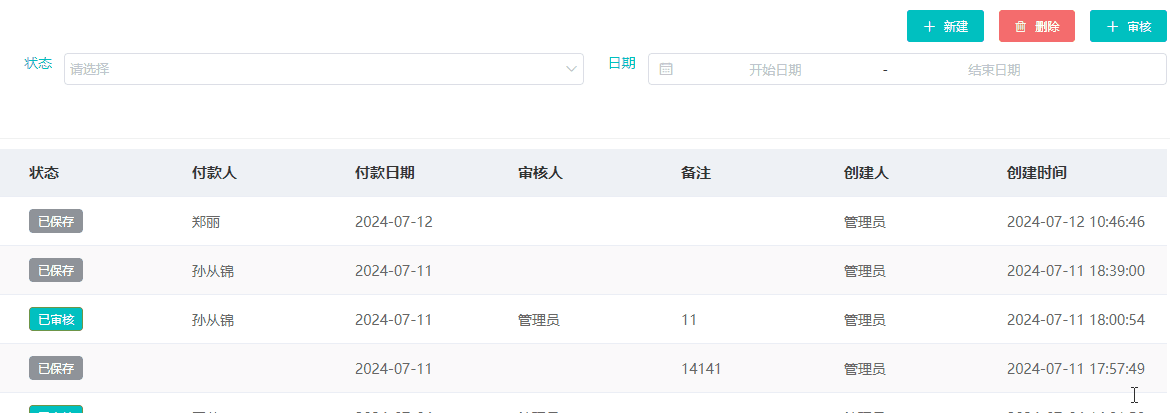 新建 删除 审核
状态 请选择 日期 开始日期 - 结束日期
状态 付款人 付款日期 审核人 备注 创建人 创建时间
已保存 郑丽 2024-07-12 管理员 2024-07-12 10:46:46
已保存 孙从锦 2024-07-11 管理员 2024-07-11 18:39:00
已审核 孙从锦 2024-07-11 管理员 11 管理员 2024-07-11 18:00:54
已保存 2024-07-11 14141 管理员 2024-07-11 17:57:49